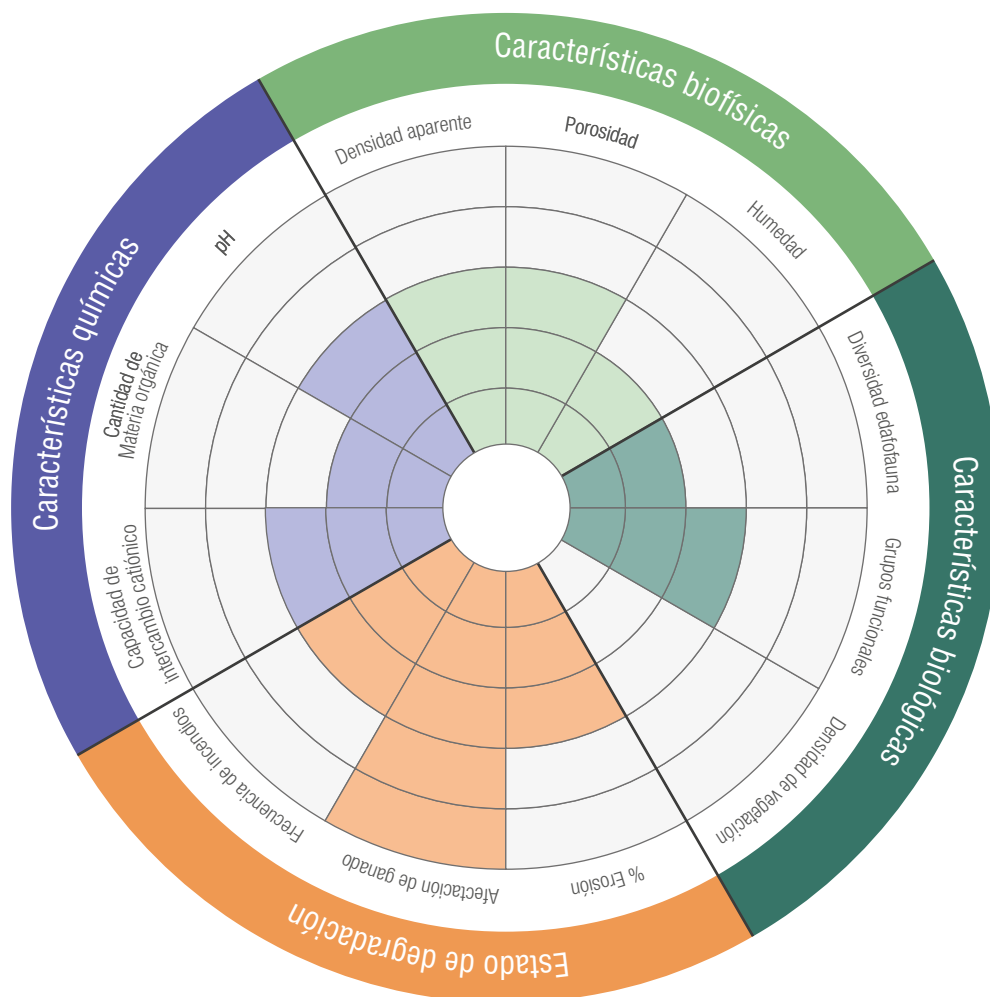 Características biofísicas
Densidad aparente
Porosidad
Humedad
Características biológicas
Diversidad edafofauna
Grupos funcionales
Densidad de vegetación
Estado de degradación
% Erosión
Afectación de ganado
Frecuencia de incendios
Características químicas
Capacidad de
intercambio catiónico
Cantidad de
Materia orgánica
pH